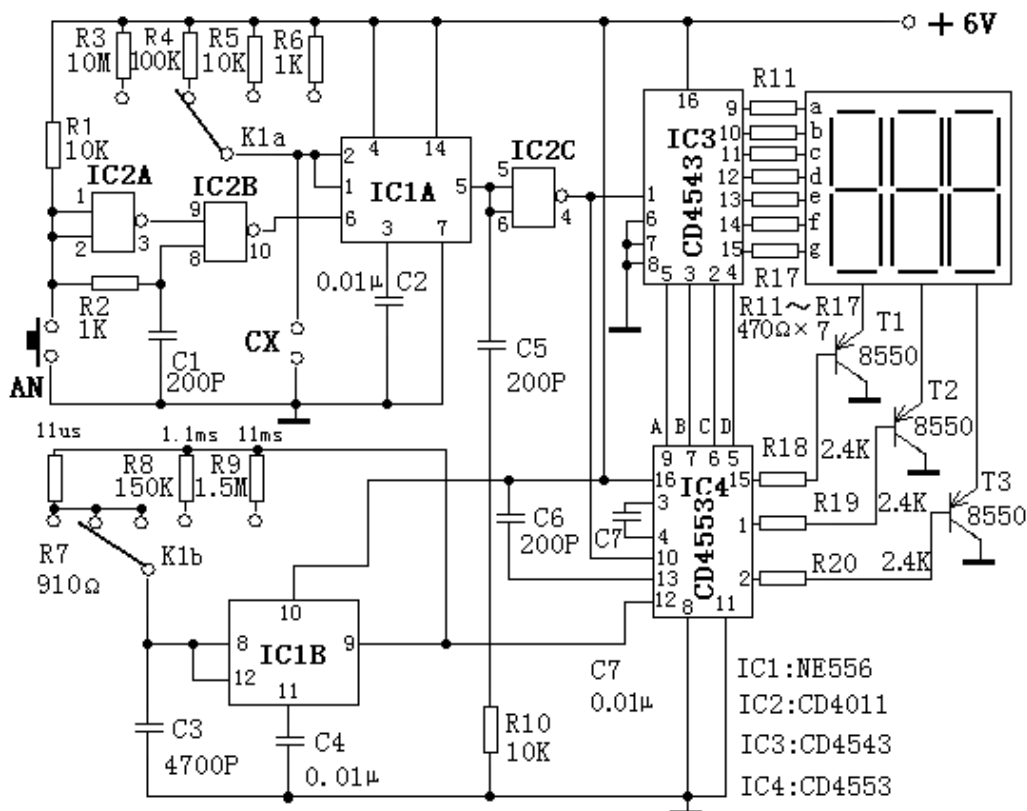 + 6V
R3
10M
R4
100K
R5
10K
R6
1K
K1a
R1
10K
IC2A
1
2
3
IC2B
9
8
10
R2
1K
C1
200P
AN
CX
IC1A
4
14
2
1
6
5
3
7
0.01μ
C2
IC2C
5
6
4
C5
200P
16
IC3
CD4543
1
6
7
8
9
10
11
12
13
14
15
5
3
2
4
R11
a
b
c
d
e
f
g
R17
R11～R17
470Ω×7
T1
8550
T2
8550
T3
8550
A
B
C
D
9
7
6
5
16
IC4
CD4553
3
4
10
13
12
8
11
15
1
2
C7
R18
2.4K
R19
2.4K
R20
2.4K
11us
1.1ms
11ms
R8
150K
R9
1.5M
R7
910Ω
K1b
C6
200P
10
8
12
IC1B
9
11
C3
4700P
C4
0.01μ
R10
10K
C7
0.01μ
IC1:NE556
IC2:CD4011
IC3:CD4543
IC4:CD4553